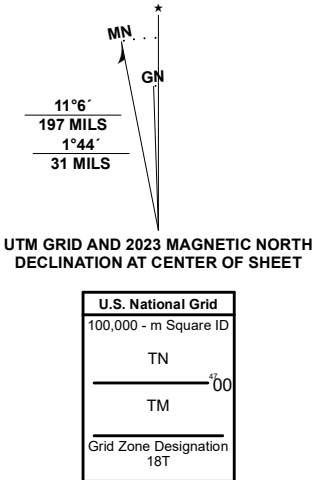 MN
GN
11°6´
197 MILS
1°44´
31 MILS
UTM GRID AND 2023 MAGNETIC NORTH
DECLINATION AT CENTER OF SHEET
U.S. National Grid
100,000 - m Square ID
TN
4700
TM
Grid Zone Designation
18T